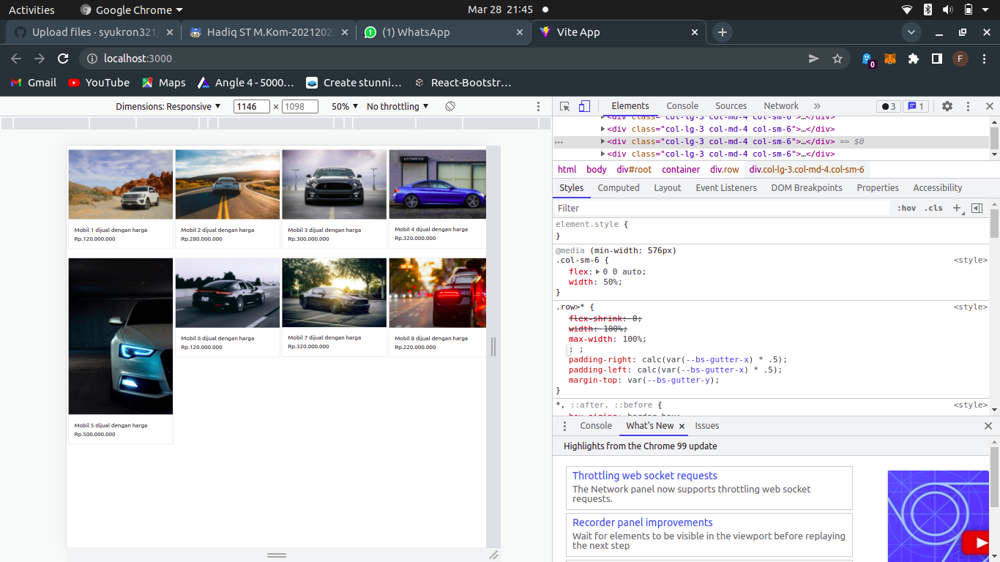 Activities
Google Chrome
Mar 28 21:45
Upload files · syukron321/
Hadiq ST M.Kom-2021202
(1) WhatsApp
Vite App
localhost:3000
0
F
Gmail
YouTube
Maps
Angle 4 - 5000…
Create stunni…
React-Bootstr…
Dimensions: Responsive
1146 × 1098
50%
No throttling
ENTRANCE
Mobil 1 dijual dengan harga
Rp.120.000.000
Mobil 2 dijual dengan harga
Rp.280.000.000
Mobil 3 dijual dengan harga
Rp.300.000.000
Mobil 4 dijual dengan harga
Rp.320.000.000
Mobil 5 dijual dengan harga
Rp.500.000.000
Mobil 6 dijual dengan harga
Rp.120.000.000
Mobil 7 dijual dengan harga
Rp.320.000.000
Mobil 8 dijual dengan harga
Rp.220.000.000
Elements
Console
Sources
Network
»
3
1
<div class="col-lg-3 col-md-4 col-sm-6">…</div>
<div class="col-lg-3 col-md-4 col-sm-6">…</div>
<div class="col-lg-3 col-md-4 col-sm-6">…</div> == $0
<div class="col-lg-3 col-md-4 col-sm-6">…</div>
html body div#root container div.row div.col-lg-3.col-md-4.col-sm-6
Styles
Computed
Layout
Event Listeners
DOM Breakpoints
Properties
Accessibility
Filter
:hov
.cls
element.style {
}
@media (min-width: 576px)
.col-sm-6 { <style>
flex: 0 0 auto;
width: 50%;
}
.row>* { <style>
flex-shrink: 0;
width: 100%;
max-width: 100%;
: ;
padding-right: calc(var(--bs-gutter-x) * .5);
padding-left: calc(var(--bs-gutter-x) * .5);
margin-top: var(--bs-gutter-y);
}
*, ::after, ::before { <style>
box-sizing: border-box;
Console
What's New
Issues
Highlights from the Chrome 99 update
Throttling web socket requests
The Network panel now supports throttling web socket
requests.
Recorder panel improvements
Wait for elements to be visible in the viewport before replaying
the next step